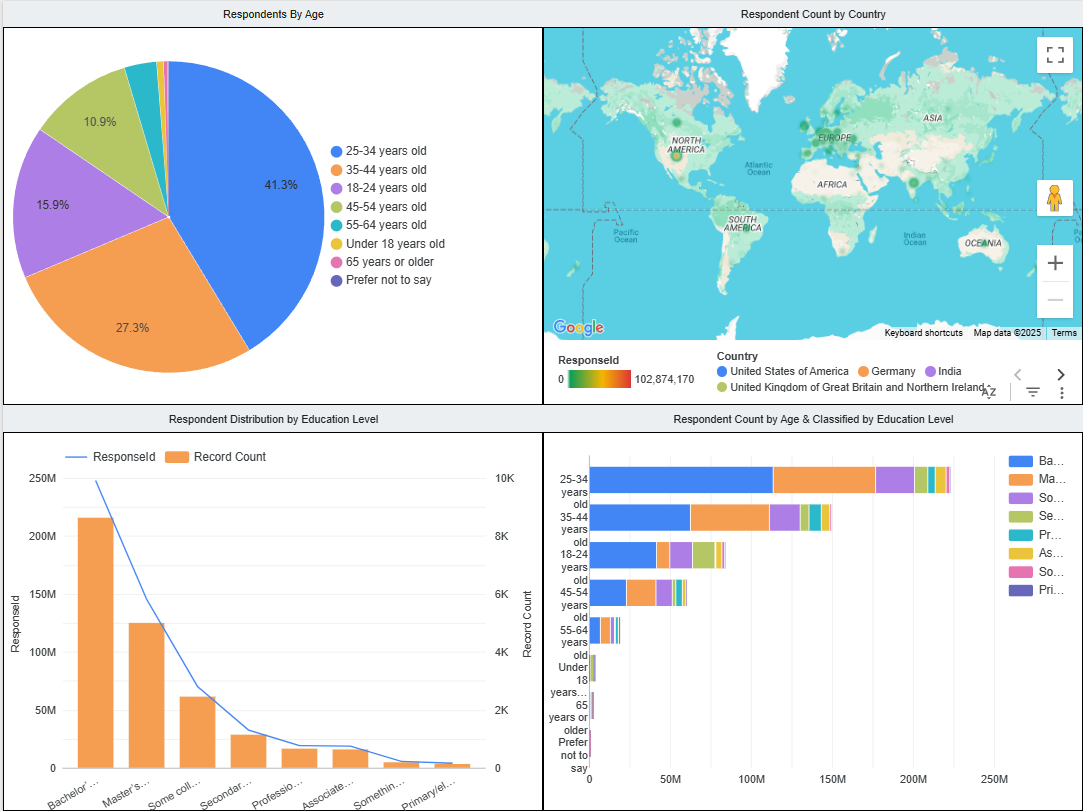 Respondents By Age
Respondent Count by Country
41.3%
27.3%
15.9%
10.9%
25-34 years old
35-44 years old
18-24 years old
45-54 years old
55-64 years old
Under 18 years old
65 years or older
Prefer not to say
NORTH
AMERICA
EUROPE
ASIA
Atlantic
Ocean
AFRICA
SOUTH
AMERICA
Pacific
Ocean
Indian
Ocean
OCEANIA
Google
Keyboard shortcuts Map data ©2025 Terms
ResponseId
0 102,874,170
Country
United States of America Germany India
United Kingdom of Great Britain and Northern Ireland
AZ
Respondent Distribution by Education Level
Respondent Count by Age & Classified by Education Level
ResponseId Record Count
250M
200M
150M
100M
50M
0
ResponseId
10K
8K
6K
4K
2K
0
Record Count
Bachelor'...
Master's...
Some coll...
Secondar...
Professio...
Associate...
Somethin...
Primary/el...
25-34
years
old
35-44
years
old
18-24
years
old
45-54
years
old
55-64
years
old
Under
18
years...
65
years or
older
Prefer
not to
say
0 50M 100M 150M 200M 250M
Ba...
Ma...
So...
Se...
Pr...
As...
So...
Pri...